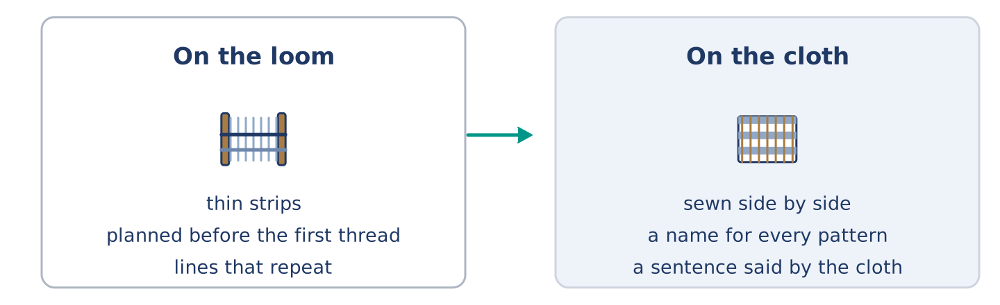 On the loom
thin strips
planned before the first thread
lines that repeat
On the cloth
sewn side by side
a name for every pattern
a sentence said by the cloth